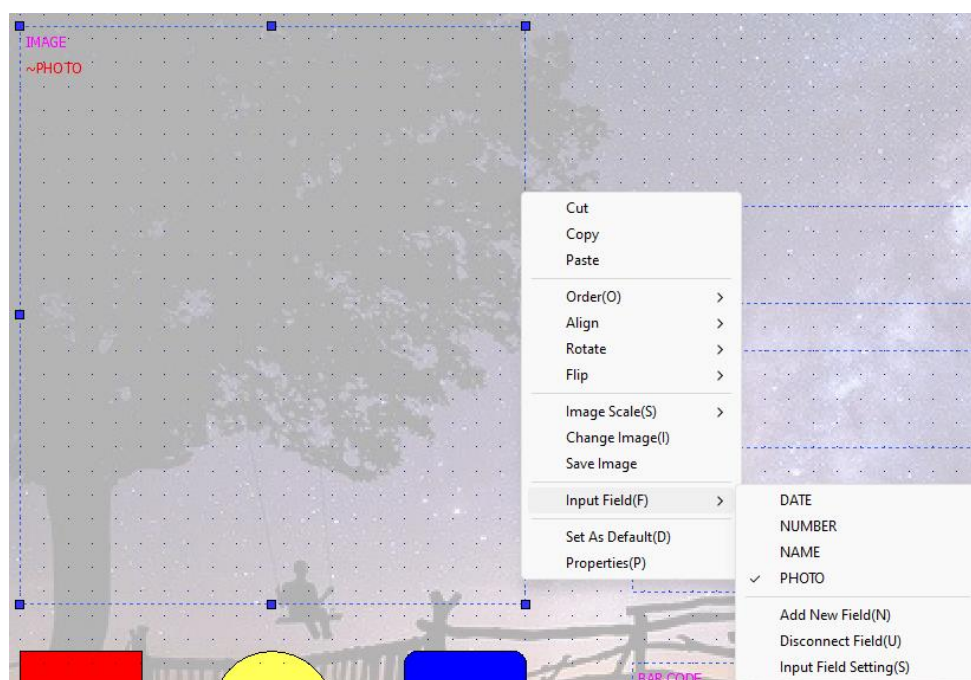 IMAGE
~PHOTO
Cut
Copy
Paste
Order(O)
Align
Rotate
Flip
Image Scale(S)
Change Image(I)
Save Image
Input Field(F)
Set As Default(D)
Properties(P)
DATE
NUMBER
NAME
PHOTO
Add New Field(N)
Disconnect Field(U)
Input Field Setting(S)
BAR CODE